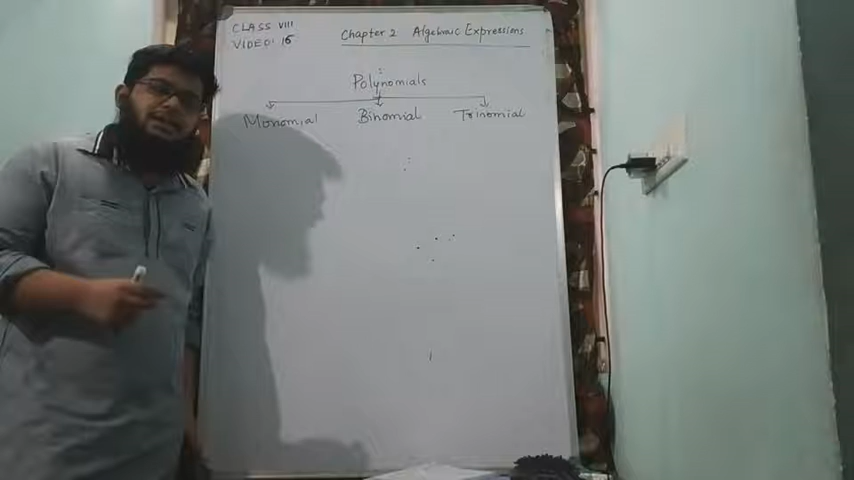 CLASS VIII
VIDEO: 16
Chapter 2 Algebraic Expressions
Polynomials
Monomial Binomial Trinomial